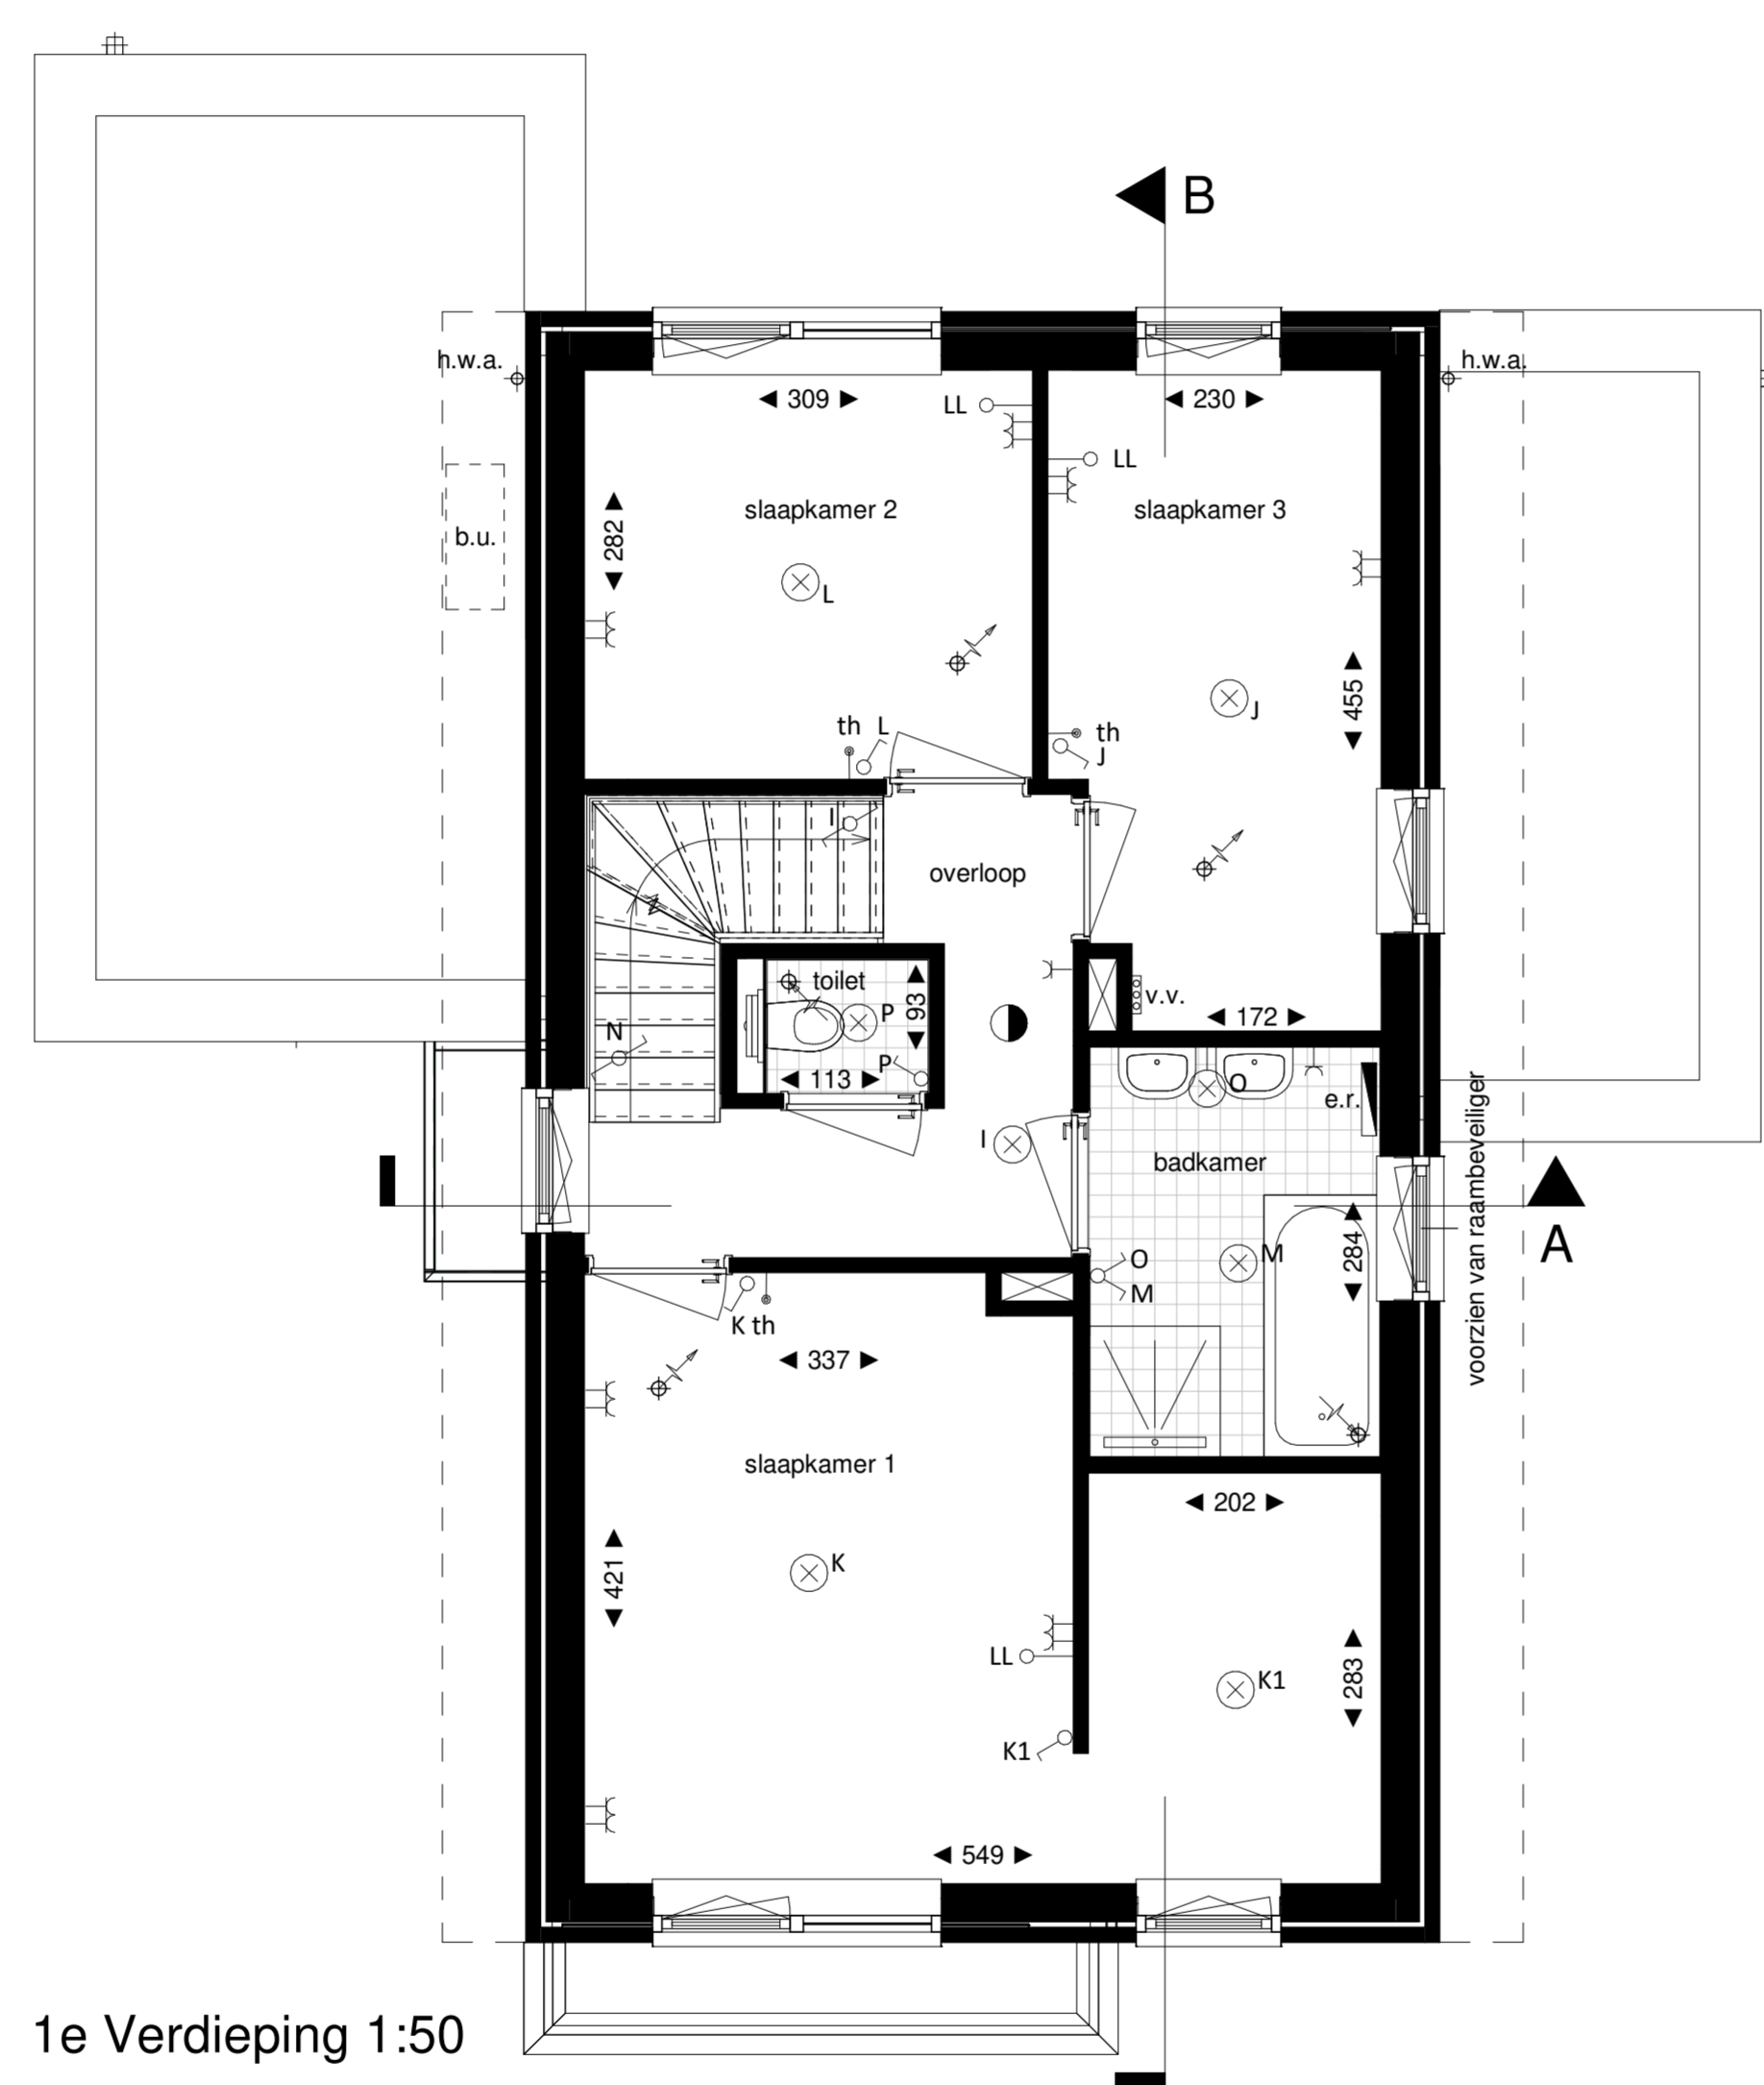 B
h.w.a.
h.w.a.
309
LL
230
LL
slaapkamer 2
slaapkamer 3
282
b.u.
L
455
J
th L
th
J
I
overloop
toilet
93
v.v.
P
172
N
P
113
O
e.r.
I
badkamer
voorzien van raambeveiliger
A
284
O
M
M
K th
337
slaapkamer 1
202
421
K
LL
K1
283
K1
549
1e Verdieping 1:50